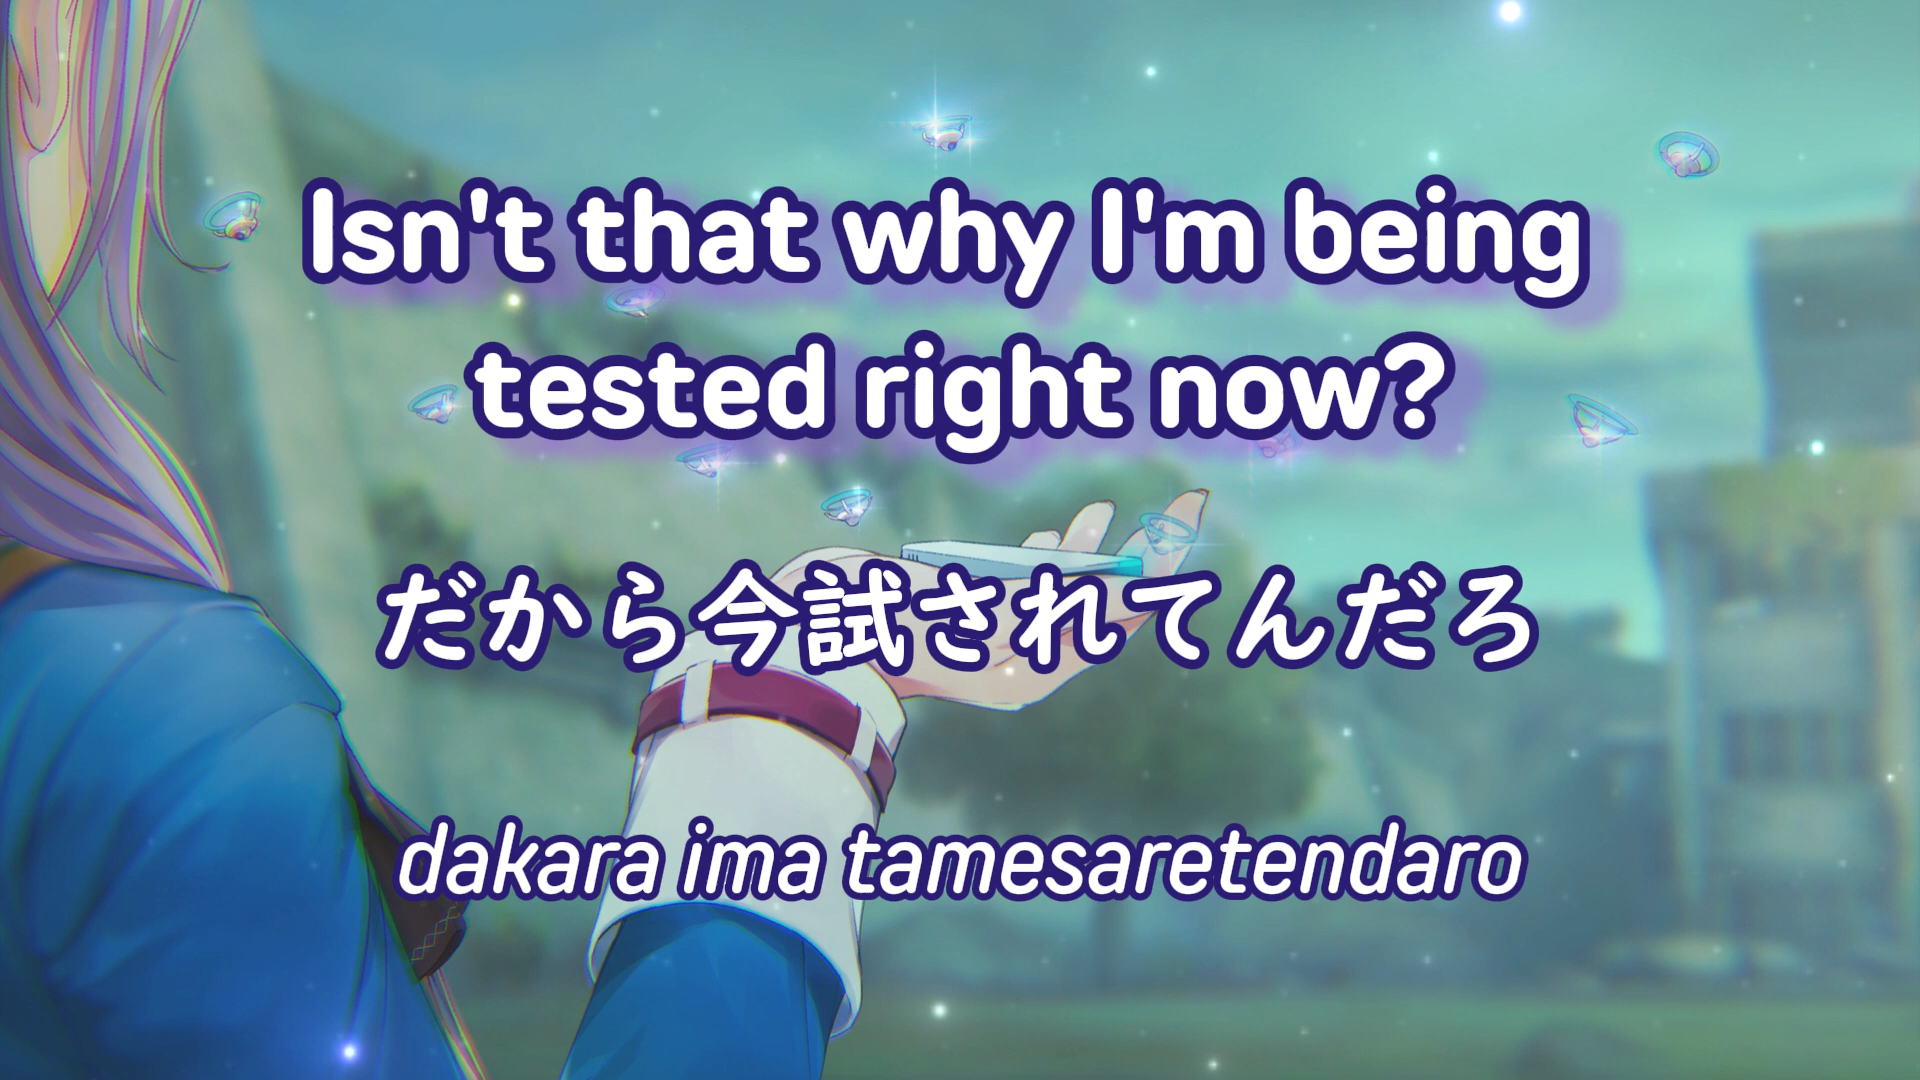 Isn't that why I'm being
tested right now?
だから今試されてんだろ
dakara ima tamesaretendaro